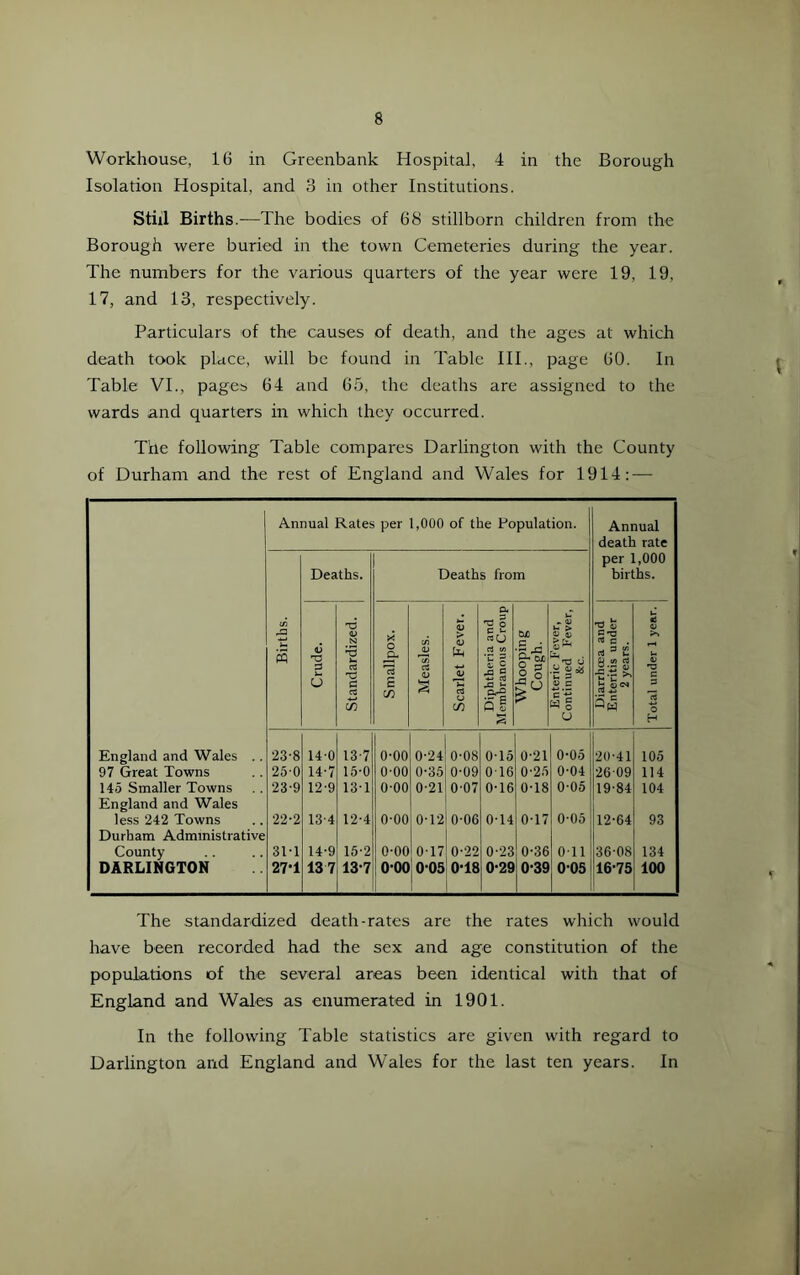 8
Workhouse, 16 in Greenbank Hospital, 4 in the Borough
Isolation Hospital, and 3 in other Institutions.
Still Births.—The bodies of 68 stillborn children from the
Borough were buried in the town Cemeteries during the year.
The numbers for the various quarters of the year were 19, 19,
17, and 13, respectively.
Particulars of the causes of death, and the ages at which
death took place, will be found in Table III., page 60. In
Table VI., pages 64 and 65, the deaths are assigned to the
wards and quarters in which they occurred.
The following Table compares Darlington with the County
of Durham and the rest of England and Wales for 1914:—
Annual Rates per 1,000 of the Population.
Annual death rate per 1,000 births.
Deaths.
Deaths from
Births.
Crude.
Standardized.
Smallpox.
Measles.
Scarlet Fever.
Diphtheria and Membranous Croup
Whooping Cough.
Enteric Fever, Continued Fever, &c.
Diarrhœa and Enteritis under 2 years.
Total under 1 year.
England and Wales .. 23·8 14·0 13·7 0·00 0·24 0·08 0·15 0·21 0·05 20·41 105
97 Great Towns .. 25·0 14·7 15·0 0·00 0·35 0·09 0·16 0·25 0·04 26·09 114
145 Smaller Towns .. 23·9 12·9 13·1 0·00 0·21 0·07 0·16 0·18 0·05 19·84 104
England and Wales
less 242 Towns .. 22·2 13·4 12·4 0·00 0·12 0·06 0·14 0·17 0·05 12·64 93
Durham Administrative
County .. .. 31·1 14·9 15·2 0·00 0·17 0·22 0·23 0·36 0·11 36·08 134
DARLINGTON .. 27·1 13·7 13·7 0·00 0·05 0·18 0·29 0·39 0·05 16·75 100
The standardized death-rates are the rates which would
have been recorded had the sex and age constitution of the
populations of the several areas been identical with that of
England and Wales as enumerated in 1901.
In the following Table statistics are given with regard to
Darlington and England and Wales for the last ten years. In